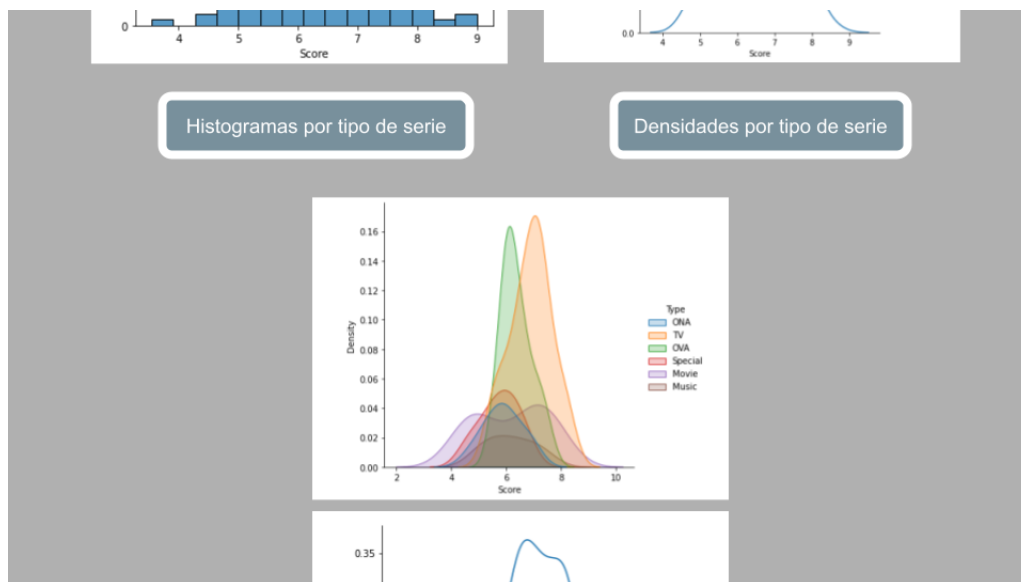 0
4 5 6 7 8 9
Score
0.0
4 5 6 7 8 9
Score
Histogramas por tipo de serie
Densidades por tipo de serie
0.16
0.14
0.12
0.10
0.08
0.06
0.04
0.02
0.00
Density
2 4 6 8 10
Score
Type
ONA
TV
OVA
Special
Movie
Music
0.35